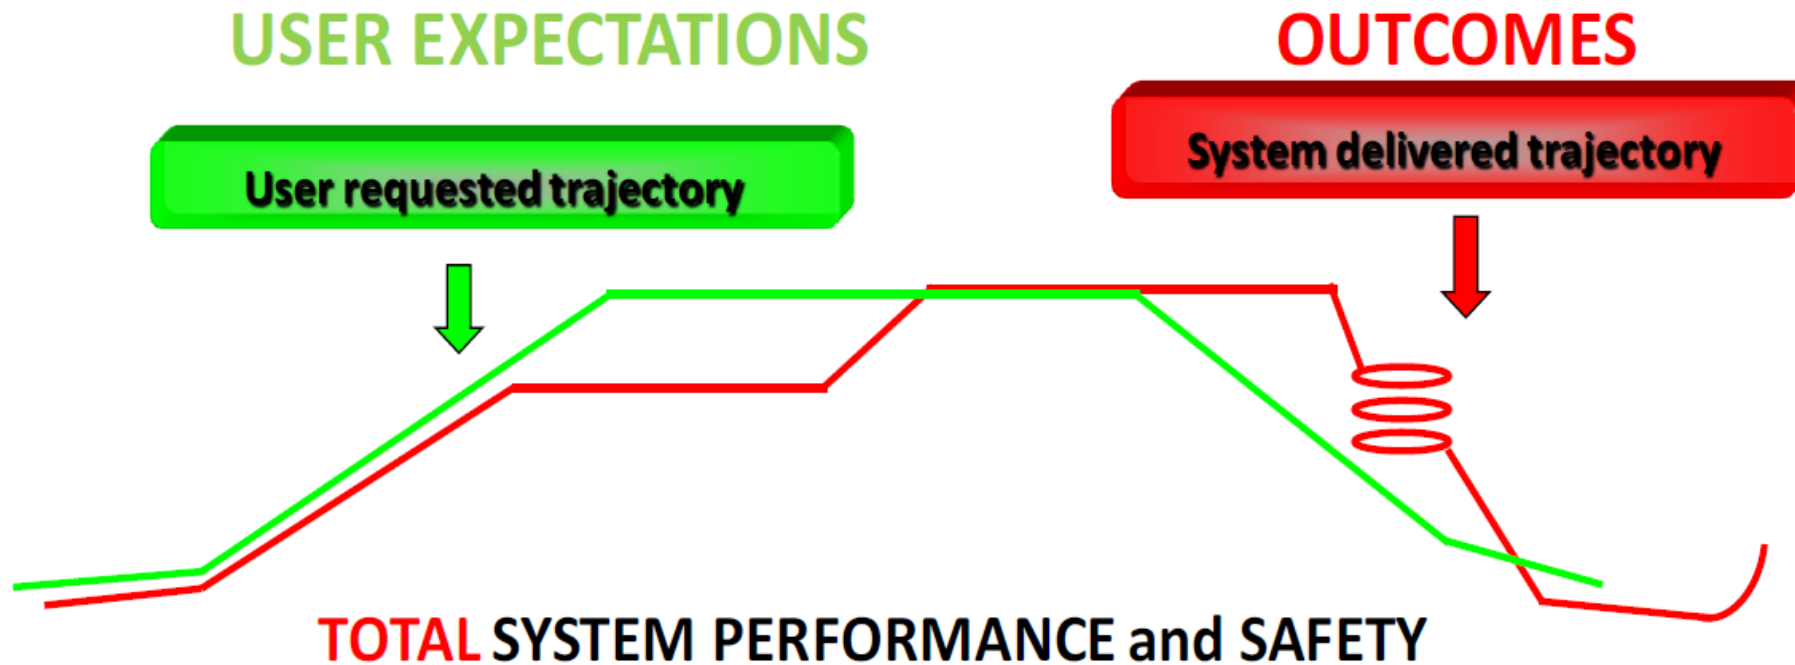 USER EXPECTATIONS
OUTCOMES
User requested trajectory
System delivered trajectory
TOTAL SYSTEM PERFORMANCE and SAFETY